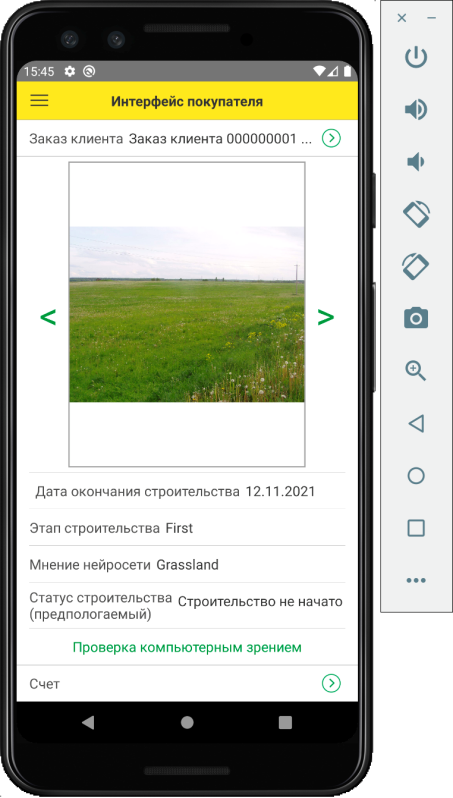 15:45
Интерфейс покупателя
Заказ клиента Заказ клиента 000000001 ...
< >
Дата окончания строительства 12.11.2021
Этап строительства First
Мнение нейросети Grassland
Статус строительства Строительство не начато
(предпологаемый)
Проверка компьютерным зрением
Счет